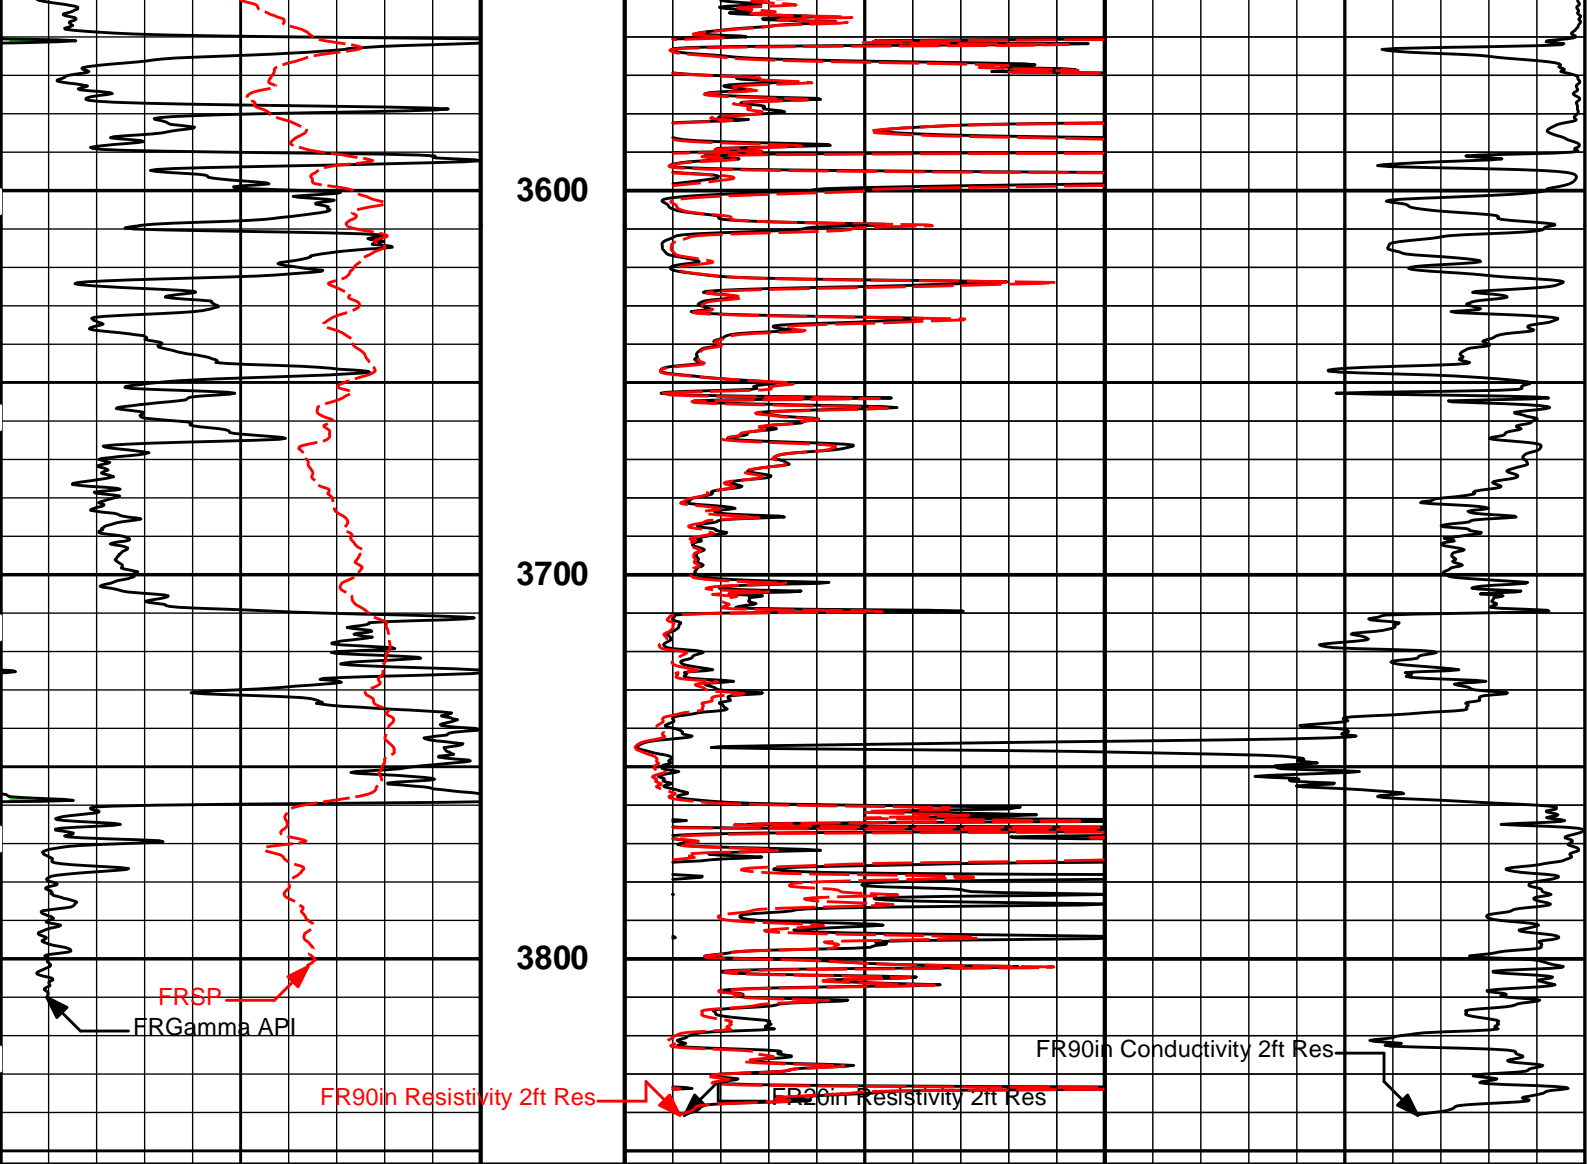 3600
3700
3800
FRSP
FRGamma API
FR90in Conductivity 2ft Res
FR90in Resistivity 2ft Res
FR20in Resistivity 2ft Res